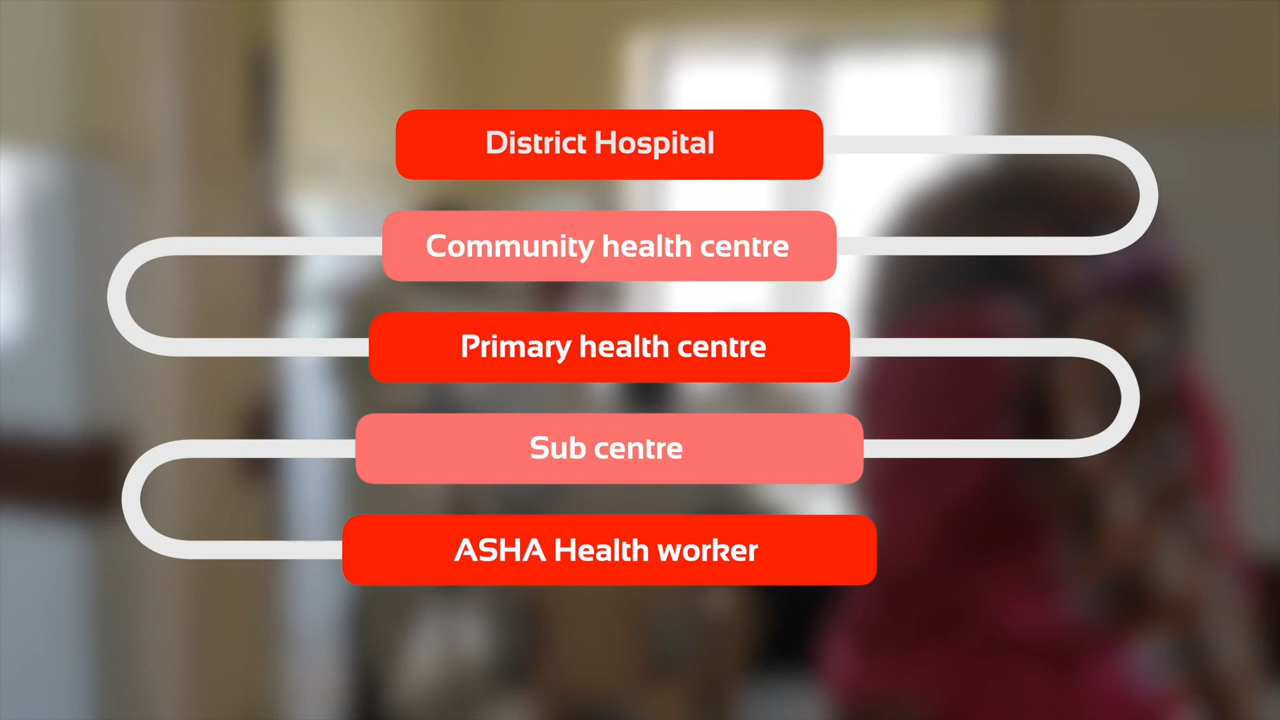 District Hospital
Community health centre
Primary health centre
Sub centre
ASHA Health worker